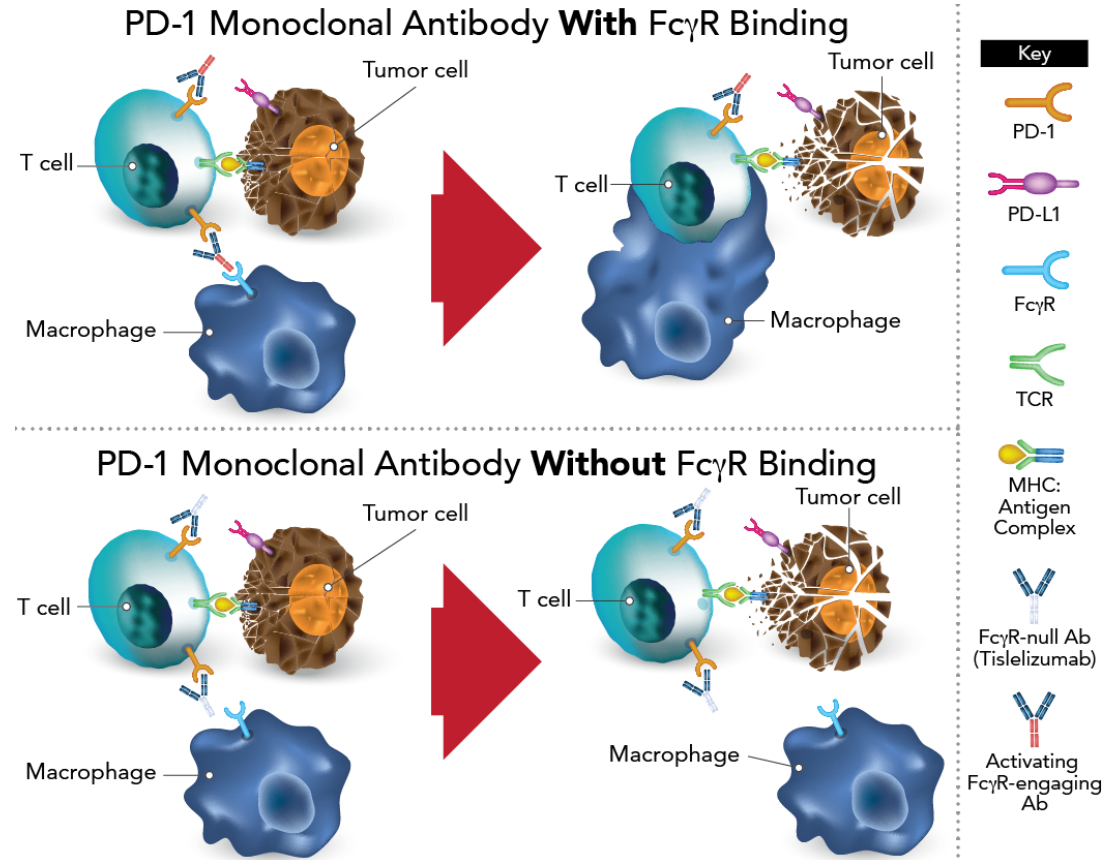 PD-1 Monoclonal Antibody With FcγR Binding
Tumor cell
T cell
Macrophage
Tumor cell
T cell
Macrophage
PD-1 Monoclonal Antibody Without FcγR Binding
Tumor cell
T cell
Macrophage
Tumor cell
T cell
Macrophage
Key
PD-1
PD-L1
FcγR
TCR
MHC:
Antigen
Complex
FcγR-null Ab
(Tislelizumab)
Activating
FcγR-engaging
Ab